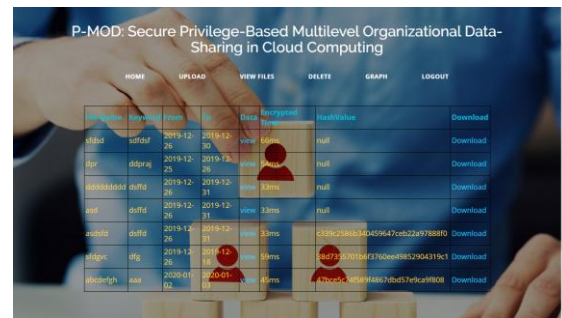 P-MOD: Secure Privilege-Based Multilevel Organizational Data-
Sharing in Cloud Computing
HOME UPLOAD VIEW FILES DELETE GRAPH LOGOUT
Keyword From To Data Encrypted Time HashValue Download
sfdsd sdfdsf 2019-12-26 2019-12-30 view 66ms null Download
dpr ddpraj 2019-12-25 2019-12-26 view 54ms null Download
dddddddddd dsffd 2019-12-26 2019-12-31 view 33ms null Download
asd dsffd 2019-12-26 2019-12-31 view 33ms null Download
asdsfd dsffd 2019-12-26 2019-12-31 view 33ms Download
sfdgvc dfg 2019-12-26 view 59ms Download
abcdefgh aaa 2020-01-02 2020-01-03 view 45ms Download